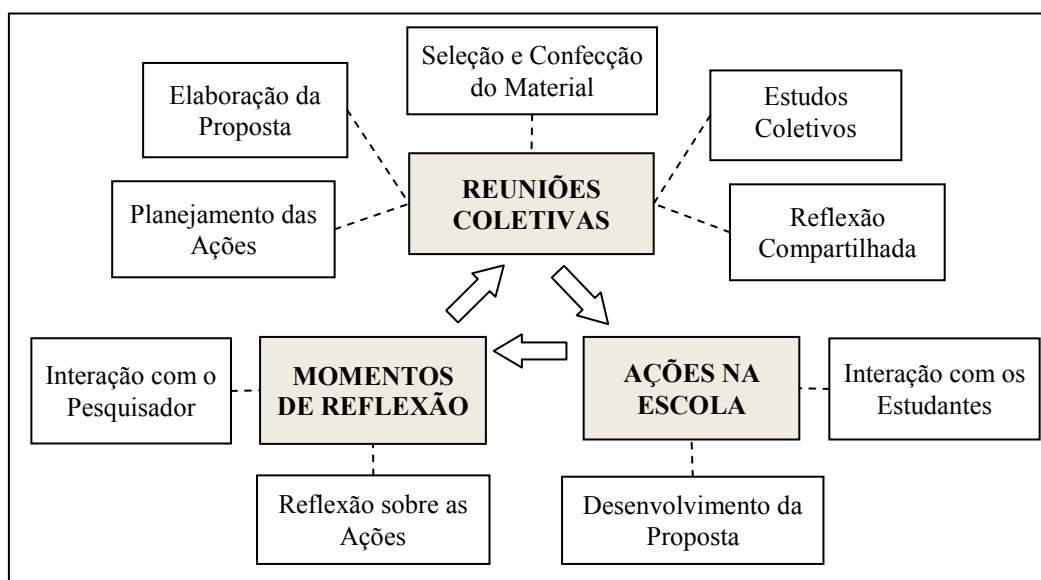 Seleção e Confecção
do Material
Elaboração da
Proposta
Estudos
Coletivos
REUNIÕES
COLETIVAS
Planejamento das
Ações
Reflexão
Compartilhada
Interação com o
Pesquisador
MOMENTOS
DE REFLEXÃO
AÇÕES NA
ESCOLA
Interação com os
Estudantes
Reflexão sobre as
Ações
Desenvolvimento da
Proposta